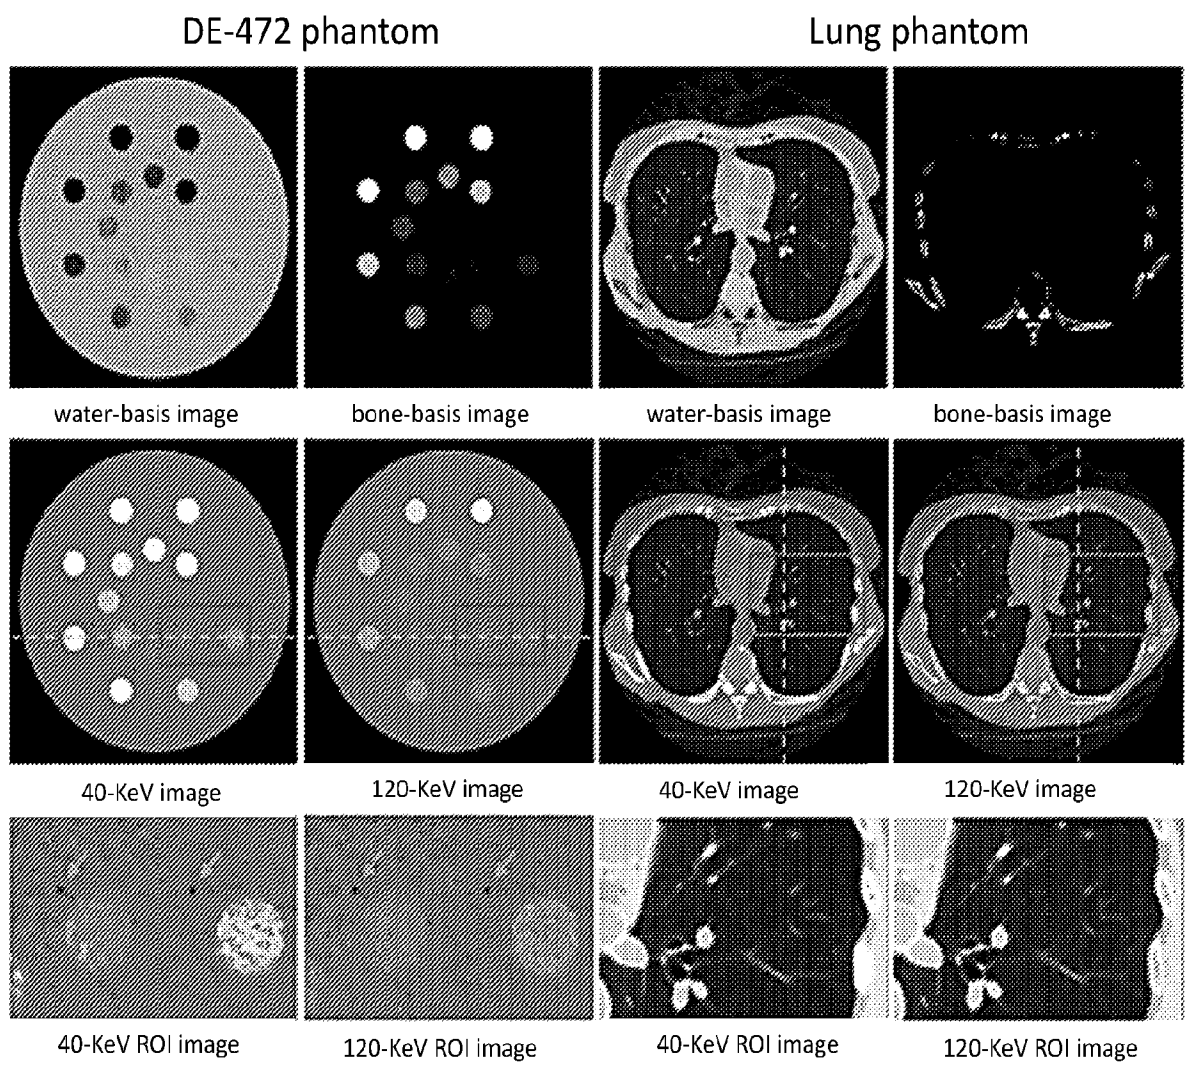 DE-472 phantom
Lung phantom
water-basis image
bone-basis image
water-basis image
bone-basis image
40-KeV image
120-KeV image
40-KeV image
120-KeV image
40-KeV ROI image
120-KeV ROI image
40-KeV ROI image
120-KeV ROI image